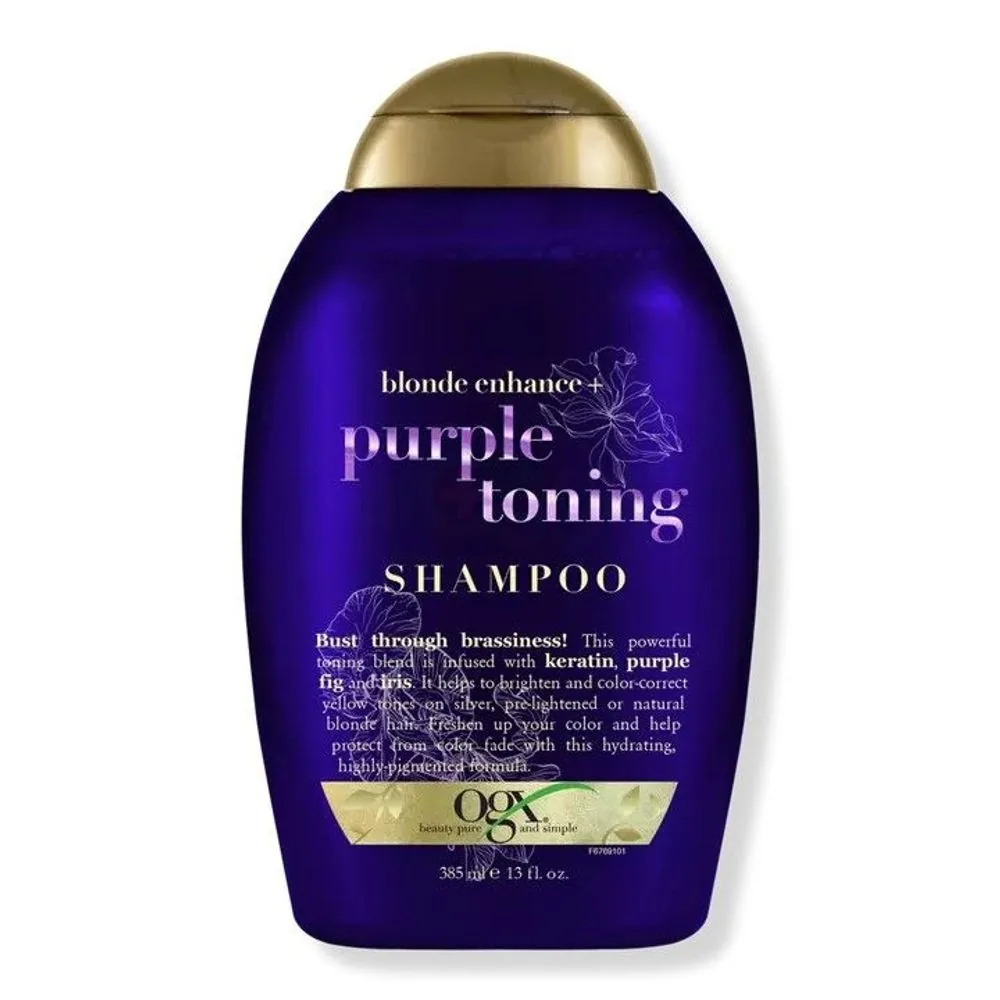 blonde enhance +
purple
toning
SHAMPOO
Bust through brassiness! This powerful
toning blend is infused with keratin, purple
fig and iris. It helps to brighten and color-correct
yellow tones on silver, pre-lightened or natural
blonde hair. Freshen up your color and help
protect from color fade with this hydrating,
highly-pigmented formula.
ogx®
beauty pure and simple
F6769101
385 ml e 13 fl. oz.